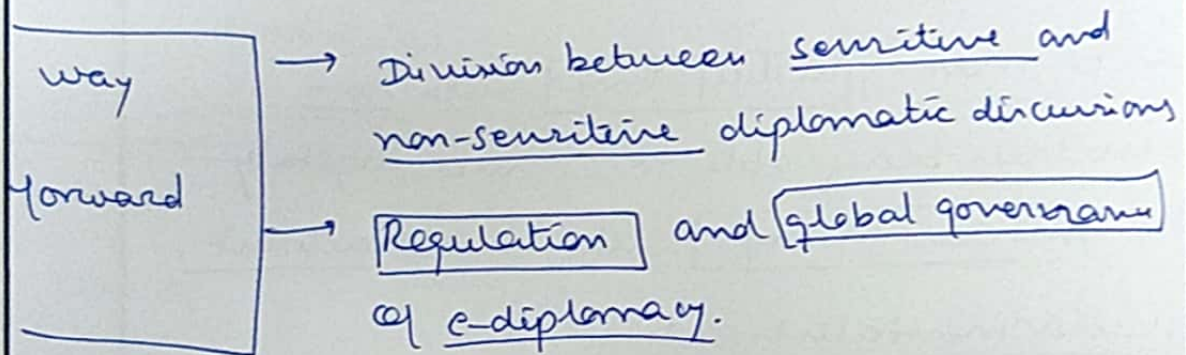 way
forward
→ Division between sensitive and
non-sensitive diplomatic discussions
→ Regulation and global governance
of e-diplomacy.